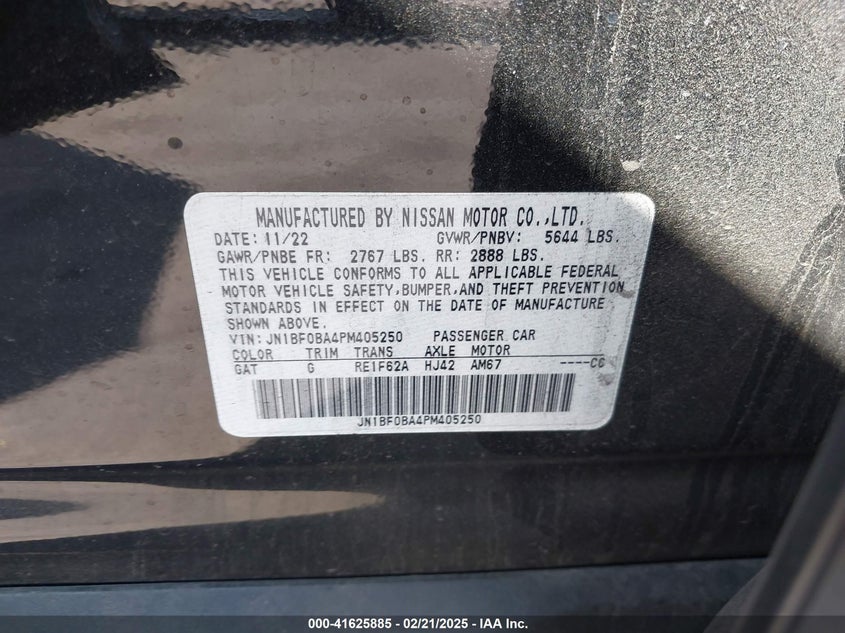 MANUFACTURED BY NISSAN MOTOR CO.,LTD.
DATE: 11/22 GVWR/PNBV: 5644 LBS.
GAWR/PNBE FR: 2767 LBS. RR: 2888 LBS.
THIS VEHICLE CONFORMS TO ALL APPLICABLE FEDERAL
MOTOR VEHICLE SAFETY,BUMPER,AND THEFT PREVENTION
STANDARDS IN EFFECT ON THE DATE OF MANUFACTURE
SHOWN ABOVE.
VIN: JN1BF0BA4PM405250 PASSENGER CAR
COLOR TRIM TRANS AXLE MOTOR
GAT G RE1F62A HJ42 AM67 ----CC
JN1BF0BA4PM405250
000-41625885 - 02/21/2025 - IAA Inc.